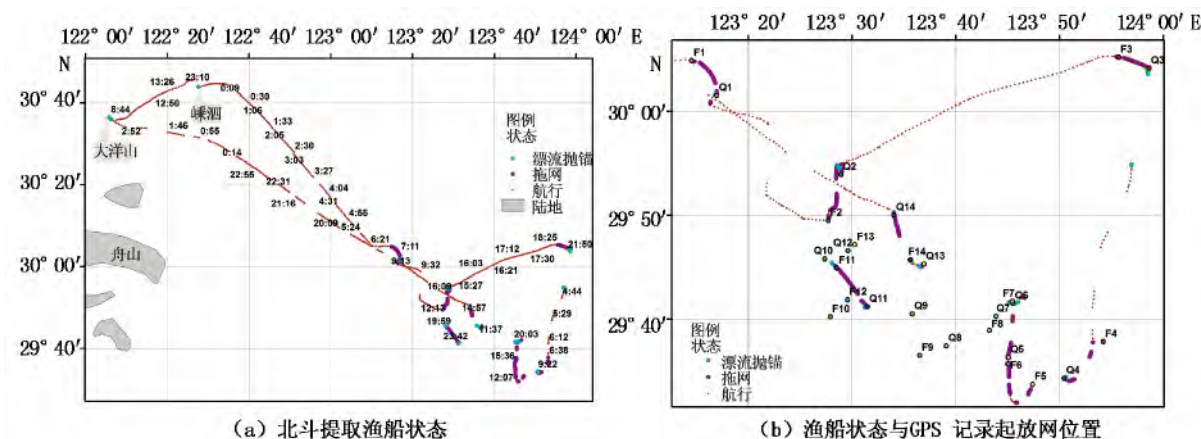 122° 00′ 122° 20′ 122° 40′ 123° 00′ 123° 20′ 123° 40′ 124° 00′ E
N
30° 40′
30° 20′
30° 00′
29° 40′
23:10
13:26
0:09
0:30
8:44
12:50
1:06
嵊泗
2:52
1:46
0:55
1:33
2:05
大洋山
0:14
2:30
3:03
22:55
22:31
3:27
21:16
4:04
4:31
20:09
4:55
5:24
舟山
6:21
7:11
18:25
21:50
17:12
9:13
9:32
17:30
16:03
16:21
16:09
15:27
4:44
12:43
14:57
5:29
19:59
11:37
23:42
20:03
6:12
15:36
6:38
9:22
12:07
图例
状态
漂流抛锚
拖网
航行
陆地
(a) 北斗提取渔船状态
123° 20′ 123° 30′ 123° 40′ 123° 50′ 124° 00′ E
N
30° 00′
29° 50′
29° 40′
F1
F3
Q3
Q1
Q2
F2
Q14
Q12
F13
Q10
F11
F14
Q13
F12
Q11
F7
Q6
F10
Q9
Q7
F8
F4
Q8
F9
Q5
F6
Q4
F5
图例
状态
漂流抛锚
拖网
航行
(b) 渔船状态与GPS 记录起放网位置